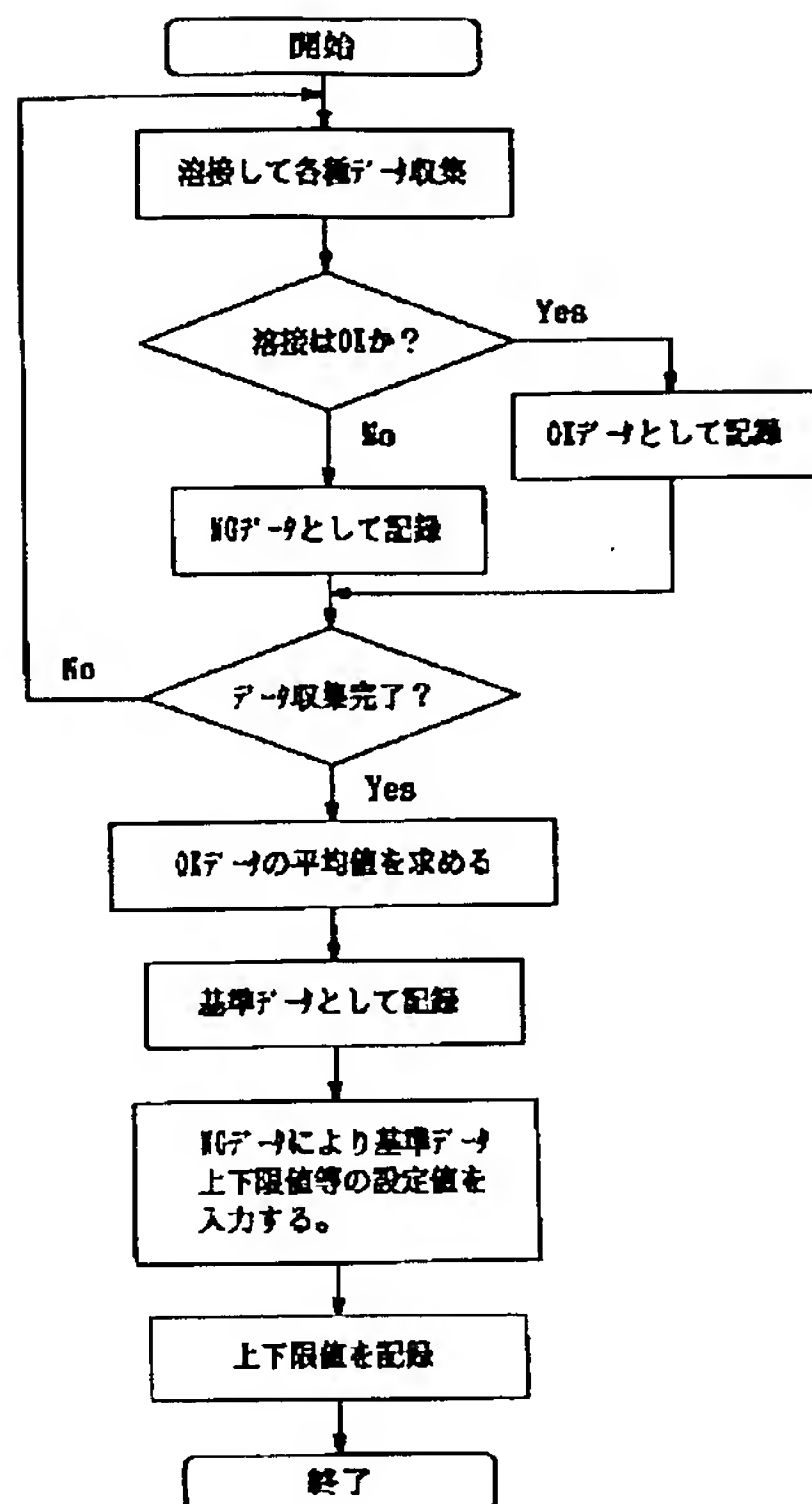 開始
溶接して各種データ収集
溶接はOKか?
Yes
No
OKデータとして記録
NGデータとして記録
No
データ収集完了?
Yes
OKデータの平均値を求める
基準データとして記録
NGデータにより基準データ
上下限値等の設定値を
入力する。
上下限値を記録
終了